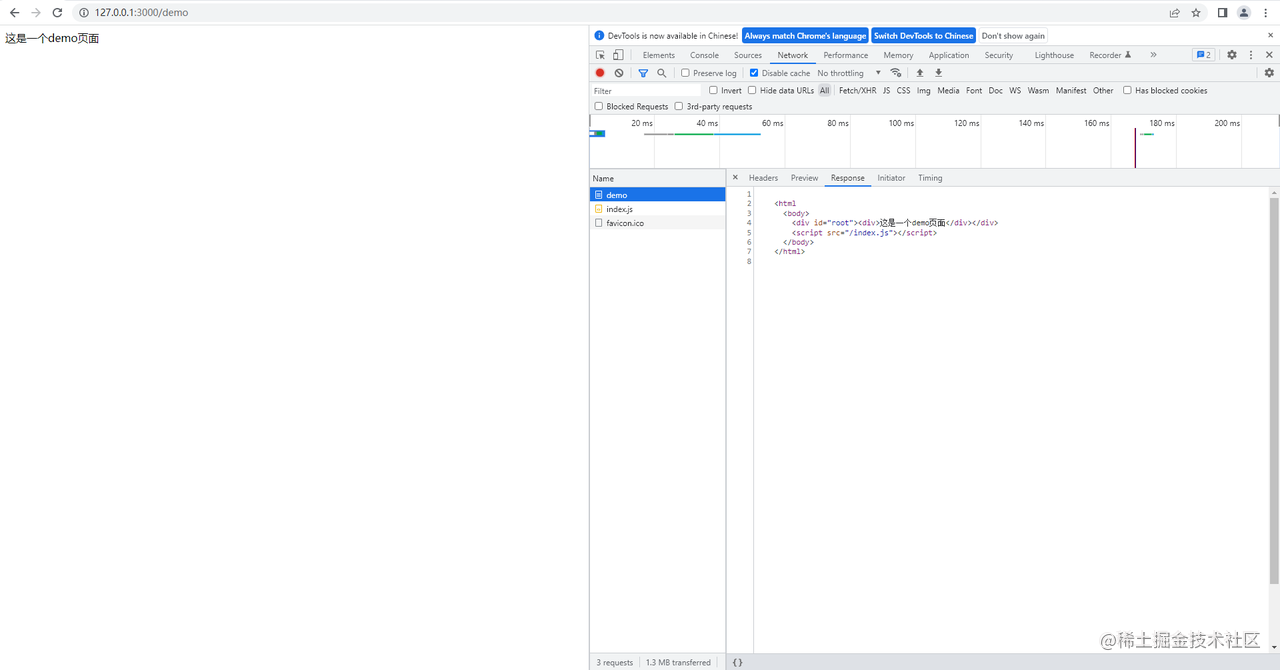 127.0.0.1:3000/demo
这是一个demo页面
DevTools is now available in Chinese! Always match Chrome's language Switch DevTools to Chinese Don't show again
Elements Console Sources Network Performance Memory Application Security Lighthouse Recorder 2
Preserve log Disable cache No throttling
Filter Invert Hide data URLs All Fetch/XHR JS CSS Img Media Font Doc WS Wasm Manifest Other Has blocked cookies
Blocked Requests 3rd-party requests
20 ms 40 ms 60 ms 80 ms 100 ms 120 ms 140 ms 160 ms 180 ms 200 ms
Name
demo
index.js
favicon.ico
Headers Preview Response Initiator Timing
1
2 <html
3 <body>
4 <div id="root"><div>这是一个demo页面</div></div>
5 <script src="/index.js"></script>
6 </body>
7 </html>
8
@稀土掘金技术社区
3 requests 1.3 MB transferred {}